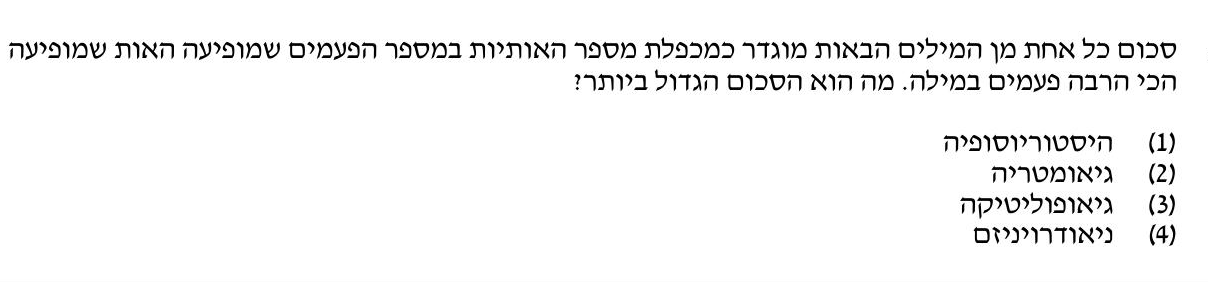 סכום כל אחת מן המילים הבאות מוגדר כמכפלת מספר האותיות במספר הפעמים שמופיעה האות שמופיעה
הכי הרבה פעמים במילה. מה הוא הסכום הגדול ביותר?
(1) היסטוריוסופיה
(2) גיאומטריה
(3) גיאופוליטיקה
(4) ניאודרויניזם